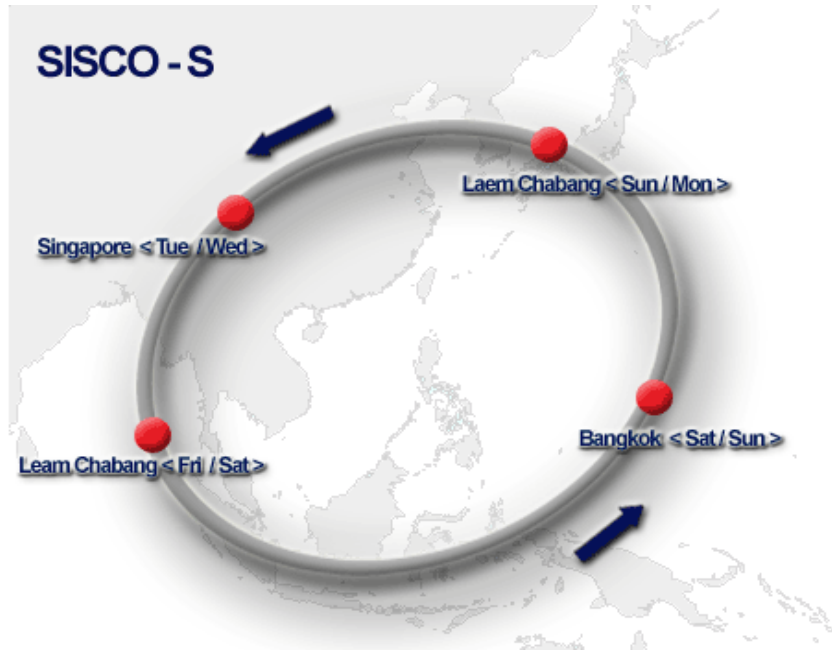 SISCO - S
Laem Chabang < Sun / Mon >
Singapore < Tue / Wed >
Bangkok < Sat / Sun >
Leam Chabang < Fri / Sat >